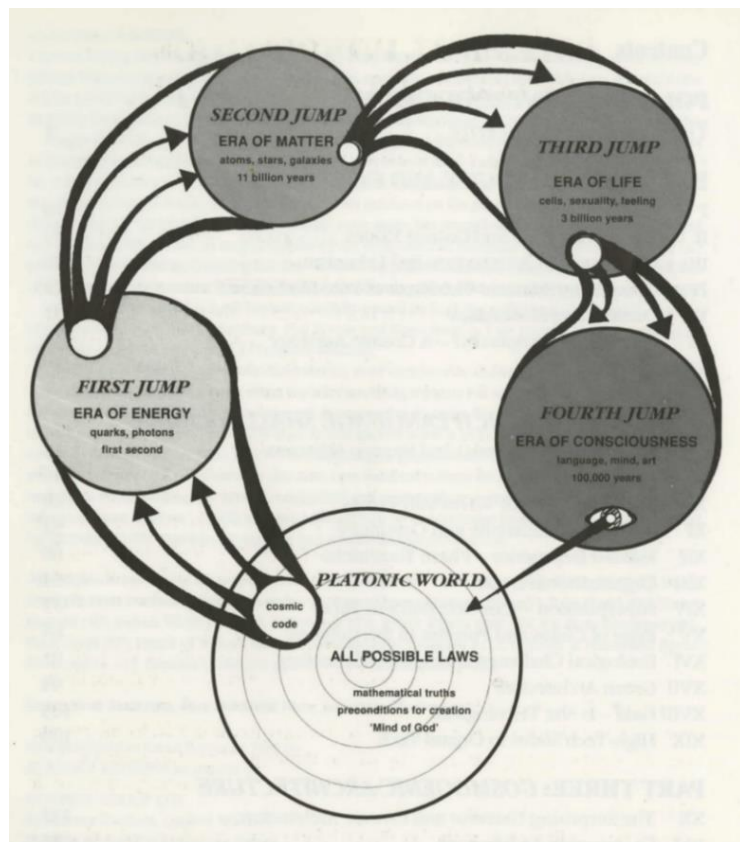 SECOND JUMP
ERA OF MATTER
atoms, stars, galaxies
11 billion years
THIRD JUMP
ERA OF LIFE
cells, sexuality, feeling
3 billion years
FIRST JUMP
ERA OF ENERGY
quarks, photons
first second
FOURTH JUMP
ERA OF CONSCIOUSNESS
language, mind, art
100,000 years
PLATONIC WORLD
cosmic
code
ALL POSSIBLE LAWS
mathematical truths
preconditions for creation
'Mind of God'